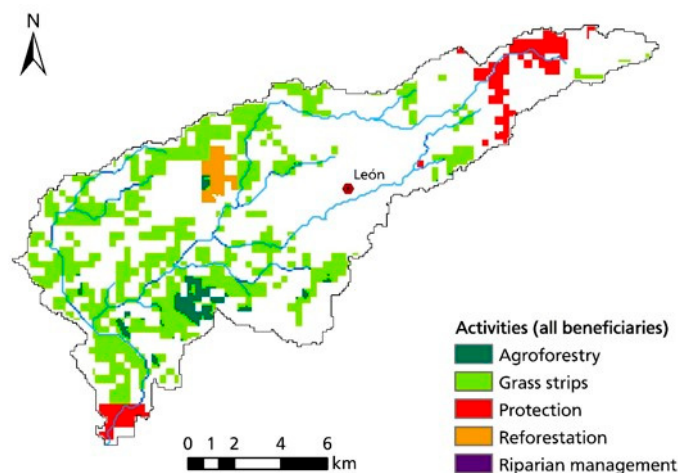 N
León
Activities (all beneficiaries)
Agroforestry
Grass strips
Protection
Reforestation
Riparian management
0 1 2 4 6
km